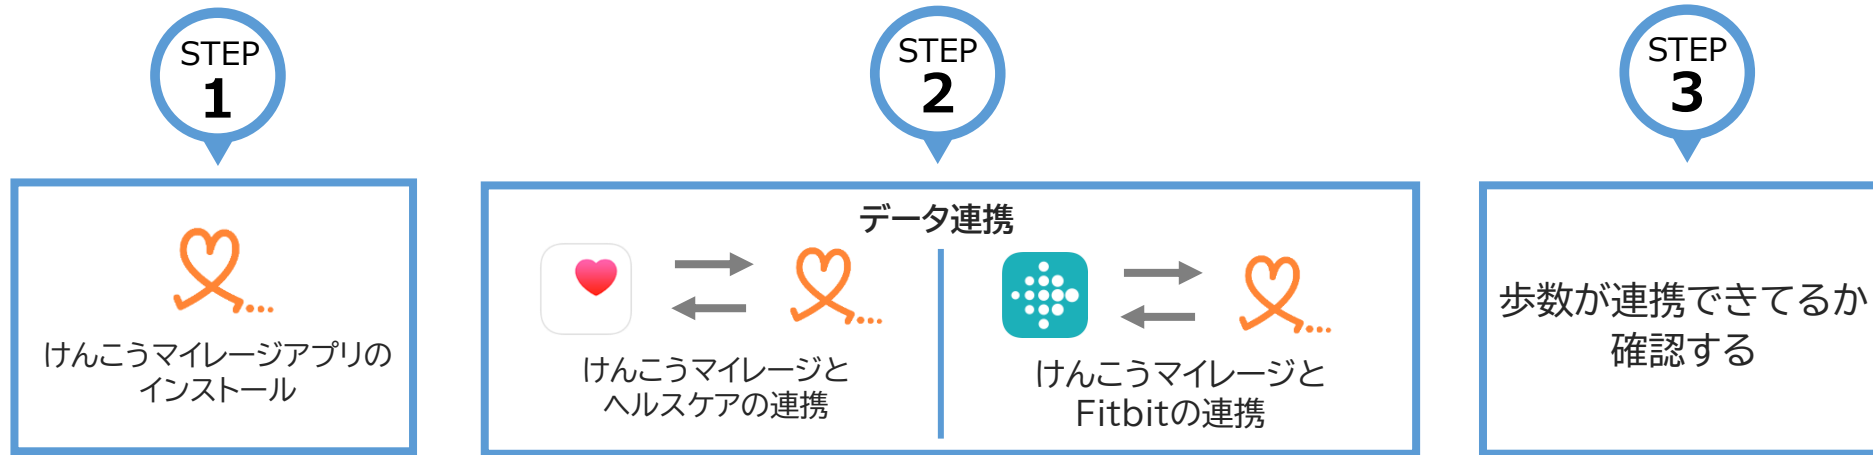 STEP
1
けんこうマイレージアプリの
インストール
STEP
2
データ連携
けんこうマイレージと
ヘルスケアの連携
けんこうマイレージと
Fitbitの連携
STEP
3
歩数が連携できてるか
確認する